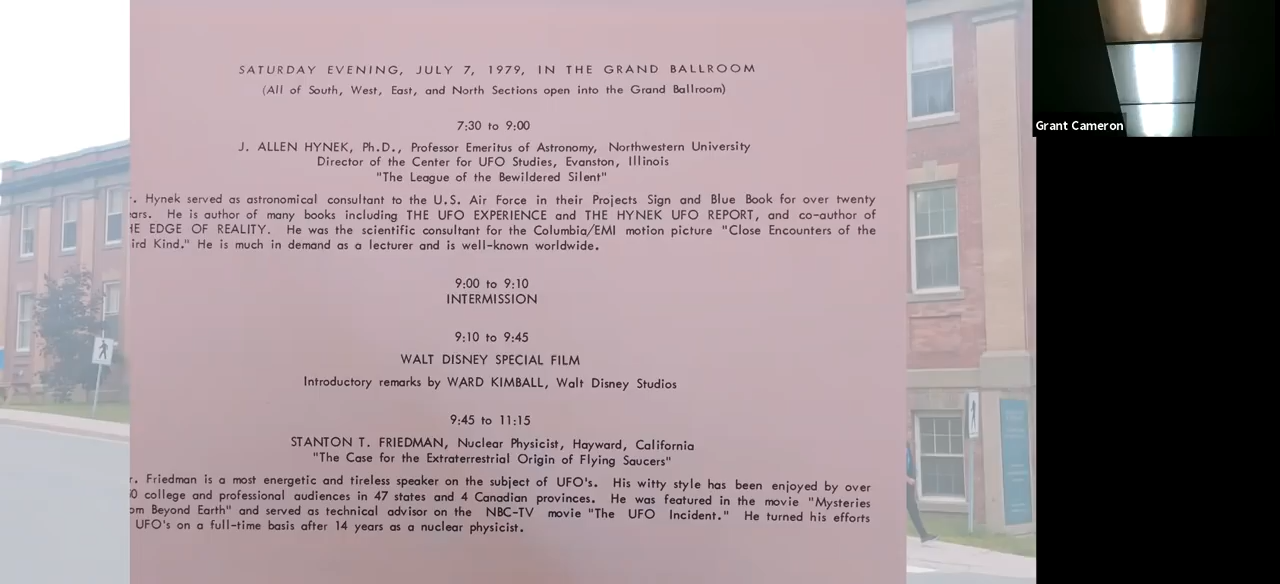 SATURDAY EVENING, JULY 7, 1979, IN THE GRAND BALLROOM
(All of South, West, East, and North Sections open into the Grand Ballroom)
7:30 to 9:00
J. ALLEN HYNEK, Ph.D., Professor Emeritus of Astronomy, Northwestern University
Director of the Center for UFO Studies, Evanston, Illinois
"The League of the Bewildered Silent"
r. Hynek served as astronomical consultant to the U.S. Air Force in their Projects Sign and Blue Book for over twenty
ars. He is author of many books including THE UFO EXPERIENCE and THE HYNEK UFO REPORT, and co-author of
HE EDGE OF REALITY. He was the scientific consultant for the Columbia/EMI motion picture "Close Encounters of the
ird Kind." He is much in demand as a lecturer and is well-known worldwide.
9:00 to 9:10
INTERMISSION
9:10 to 9:45
WALT DISNEY SPECIAL FILM
Introductory remarks by WARD KIMBALL, Walt Disney Studios
9:45 to 11:15
STANTON T. FRIEDMAN, Nuclear Physicist, Hayward, California
"The Case for the Extraterrestrial Origin of Flying Saucers"
r. Friedman is a most energetic and tireless speaker on the subject of UFO's. His witty style has been enjoyed by over
0 college and professional audiences in 47 states and 4 Canadian provinces. He was featured in the movie "Mysteries
om Beyond Earth" and served as technical advisor on the NBC-TV movie "The UFO Incident." He turned his efforts
UFO's on a full-time basis after 14 years as a nuclear physicist.
Grant Cameron